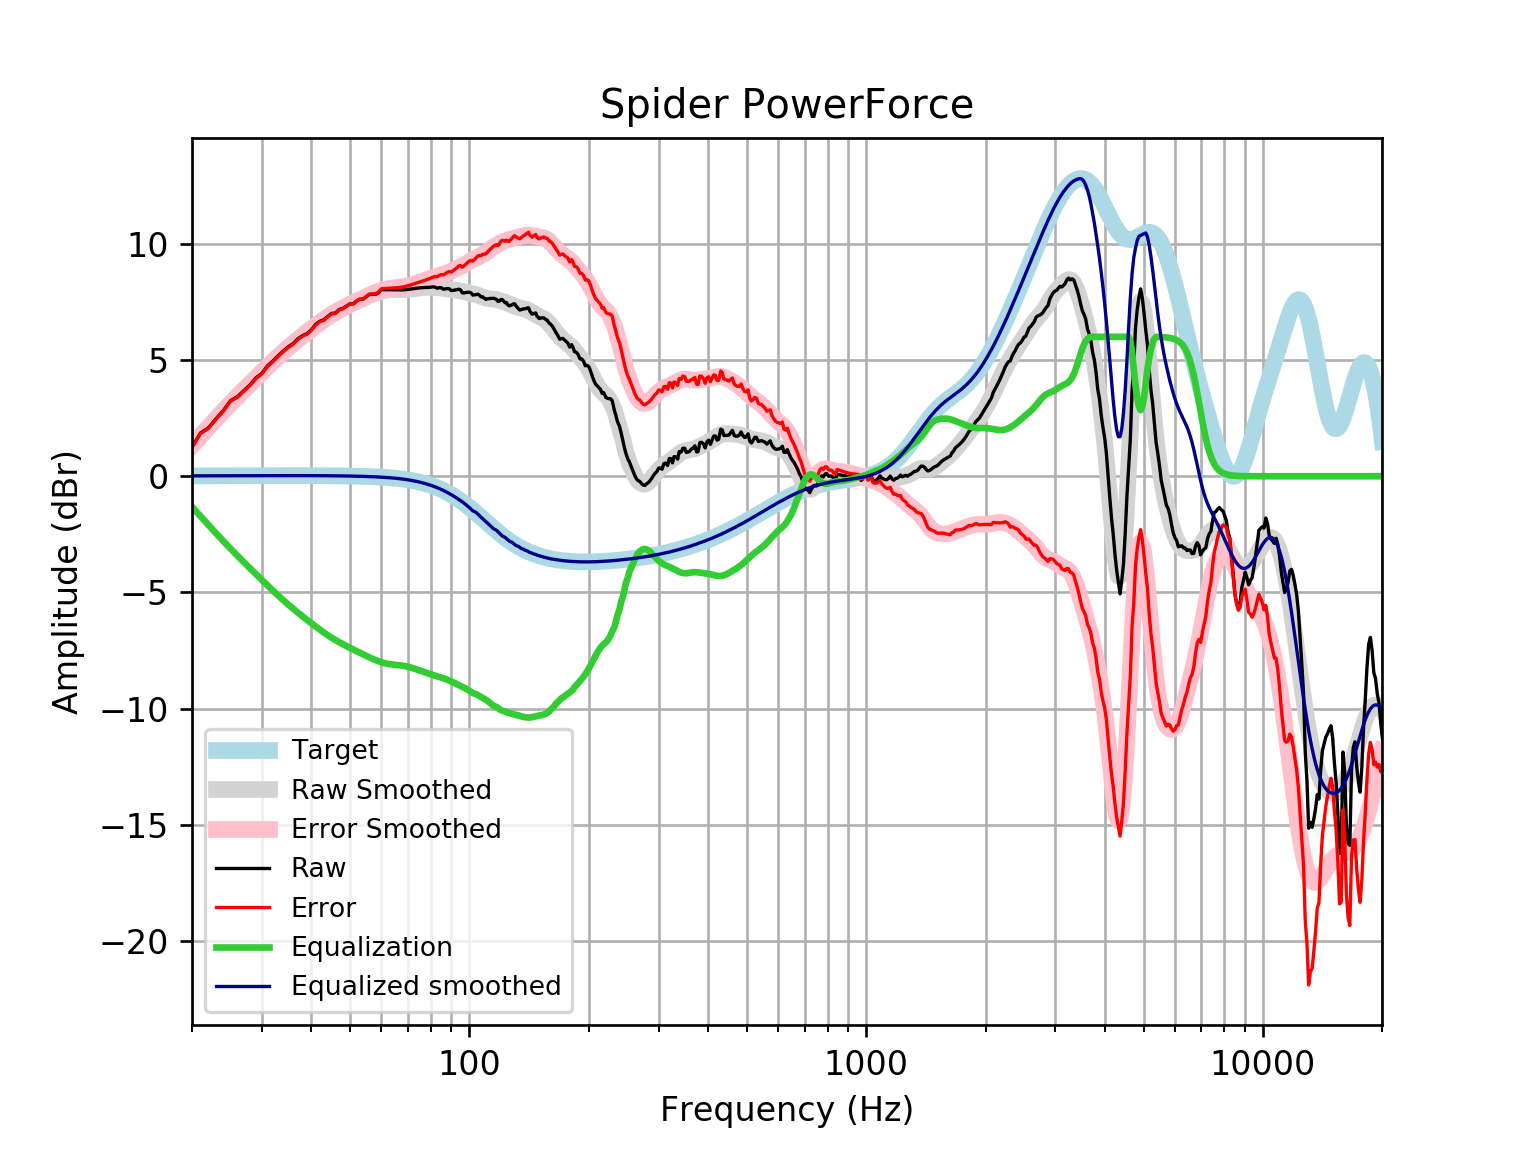 Spider PowerForce
10
5
0
−5
−10
−15
−20
Amplitude (dBr)
Target
Raw Smoothed
Error Smoothed
Raw
Error
Equalization
Equalized smoothed
100
1000
10000
Frequency (Hz)